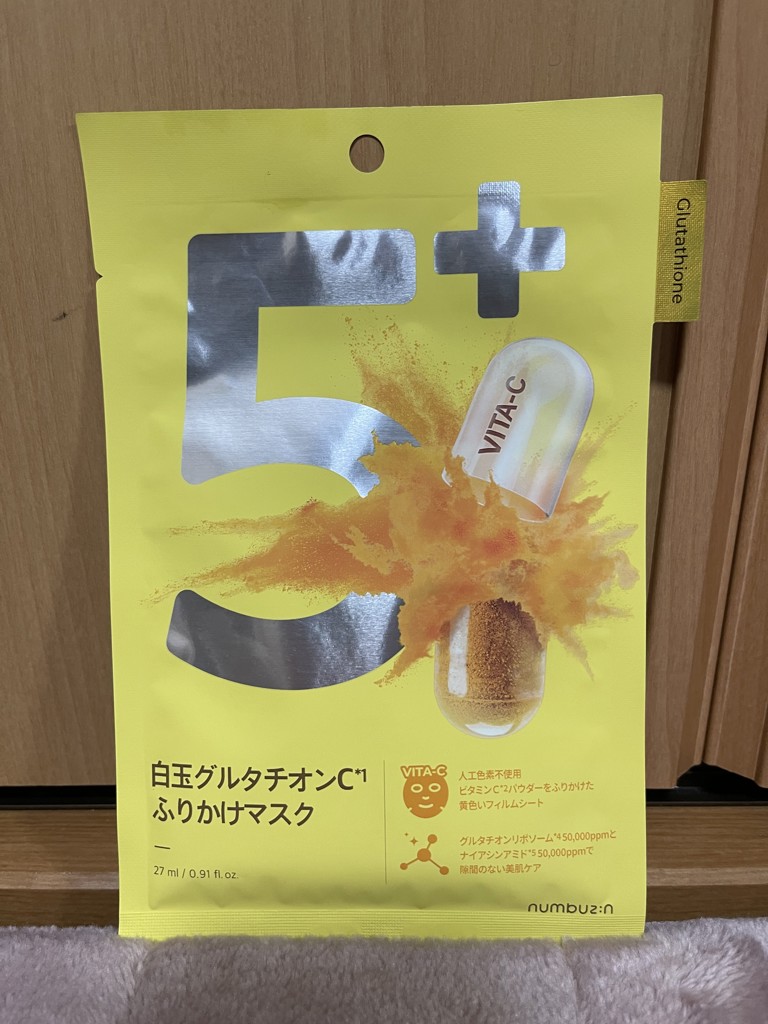 Glutathione
5+
VITA-C
白玉グルタチオンC*1
ふりかけマスク
27 ml / 0.91 fl. oz.
VITA-C
人工色素不使用
ビタミンC*2パウダーをふりかけた
黄色いフィルムシート
グルタチオンリポソーム*4 50,000ppmと
ナイアシンアミド*5 50,000ppmで
隙間のない美肌ケア
numbuz:n